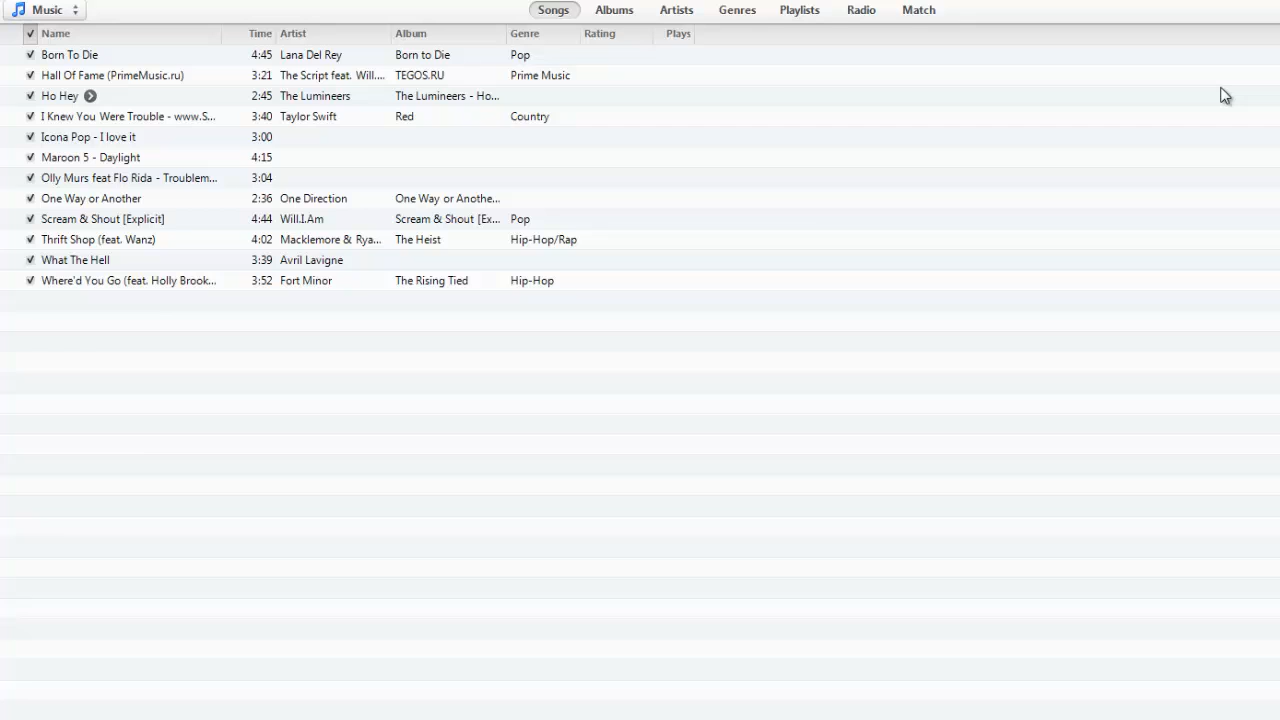 Music Songs Albums Artists Genres Playlists Radio Match
Name Time Artist Album Genre Rating Plays
Born To Die 4:45 Lana Del Rey Born to Die Pop
Hall Of Fame (PrimeMusic.ru) 3:21 The Script feat. Will.... TEGOS.RU Prime Music
Ho Hey 2:45 The Lumineers The Lumineers - Ho...
I Knew You Were Trouble - www.S... 3:40 Taylor Swift Red Country
Icona Pop - I love it 3:00
Maroon 5 - Daylight 4:15
Olly Murs feat Flo Rida - Troublem... 3:04
One Way or Another 2:36 One Direction One Way or Anothe...
Scream & Shout [Explicit] 4:44 Will.I.Am Scream & Shout [Ex... Pop
Thrift Shop (feat. Wanz) 4:02 Macklemore & Rya... The Heist Hip-Hop/Rap
What The Hell 3:39 Avril Lavigne
Where'd You Go (feat. Holly Brook... 3:52 Fort Minor The Rising Tied Hip-Hop